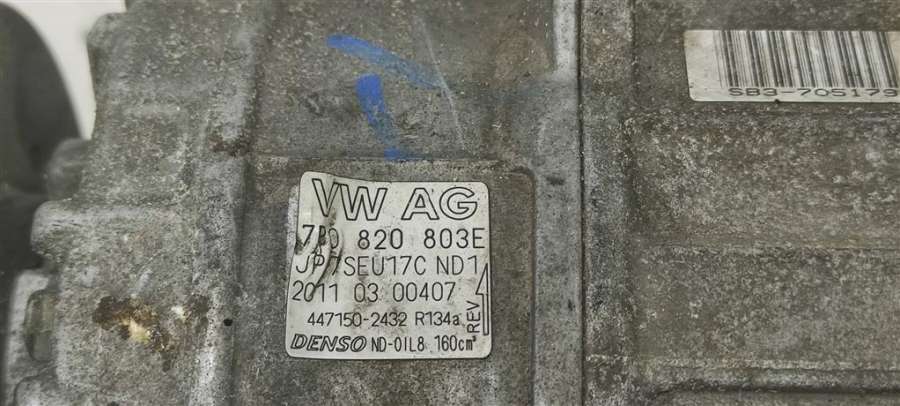 SB3-705179
VW AG
7P0 820 803E
JP7SEU17C ND1
2011 03 00407
447150-2432 R134a
REV
DENSO ND-OIL8 160cm³